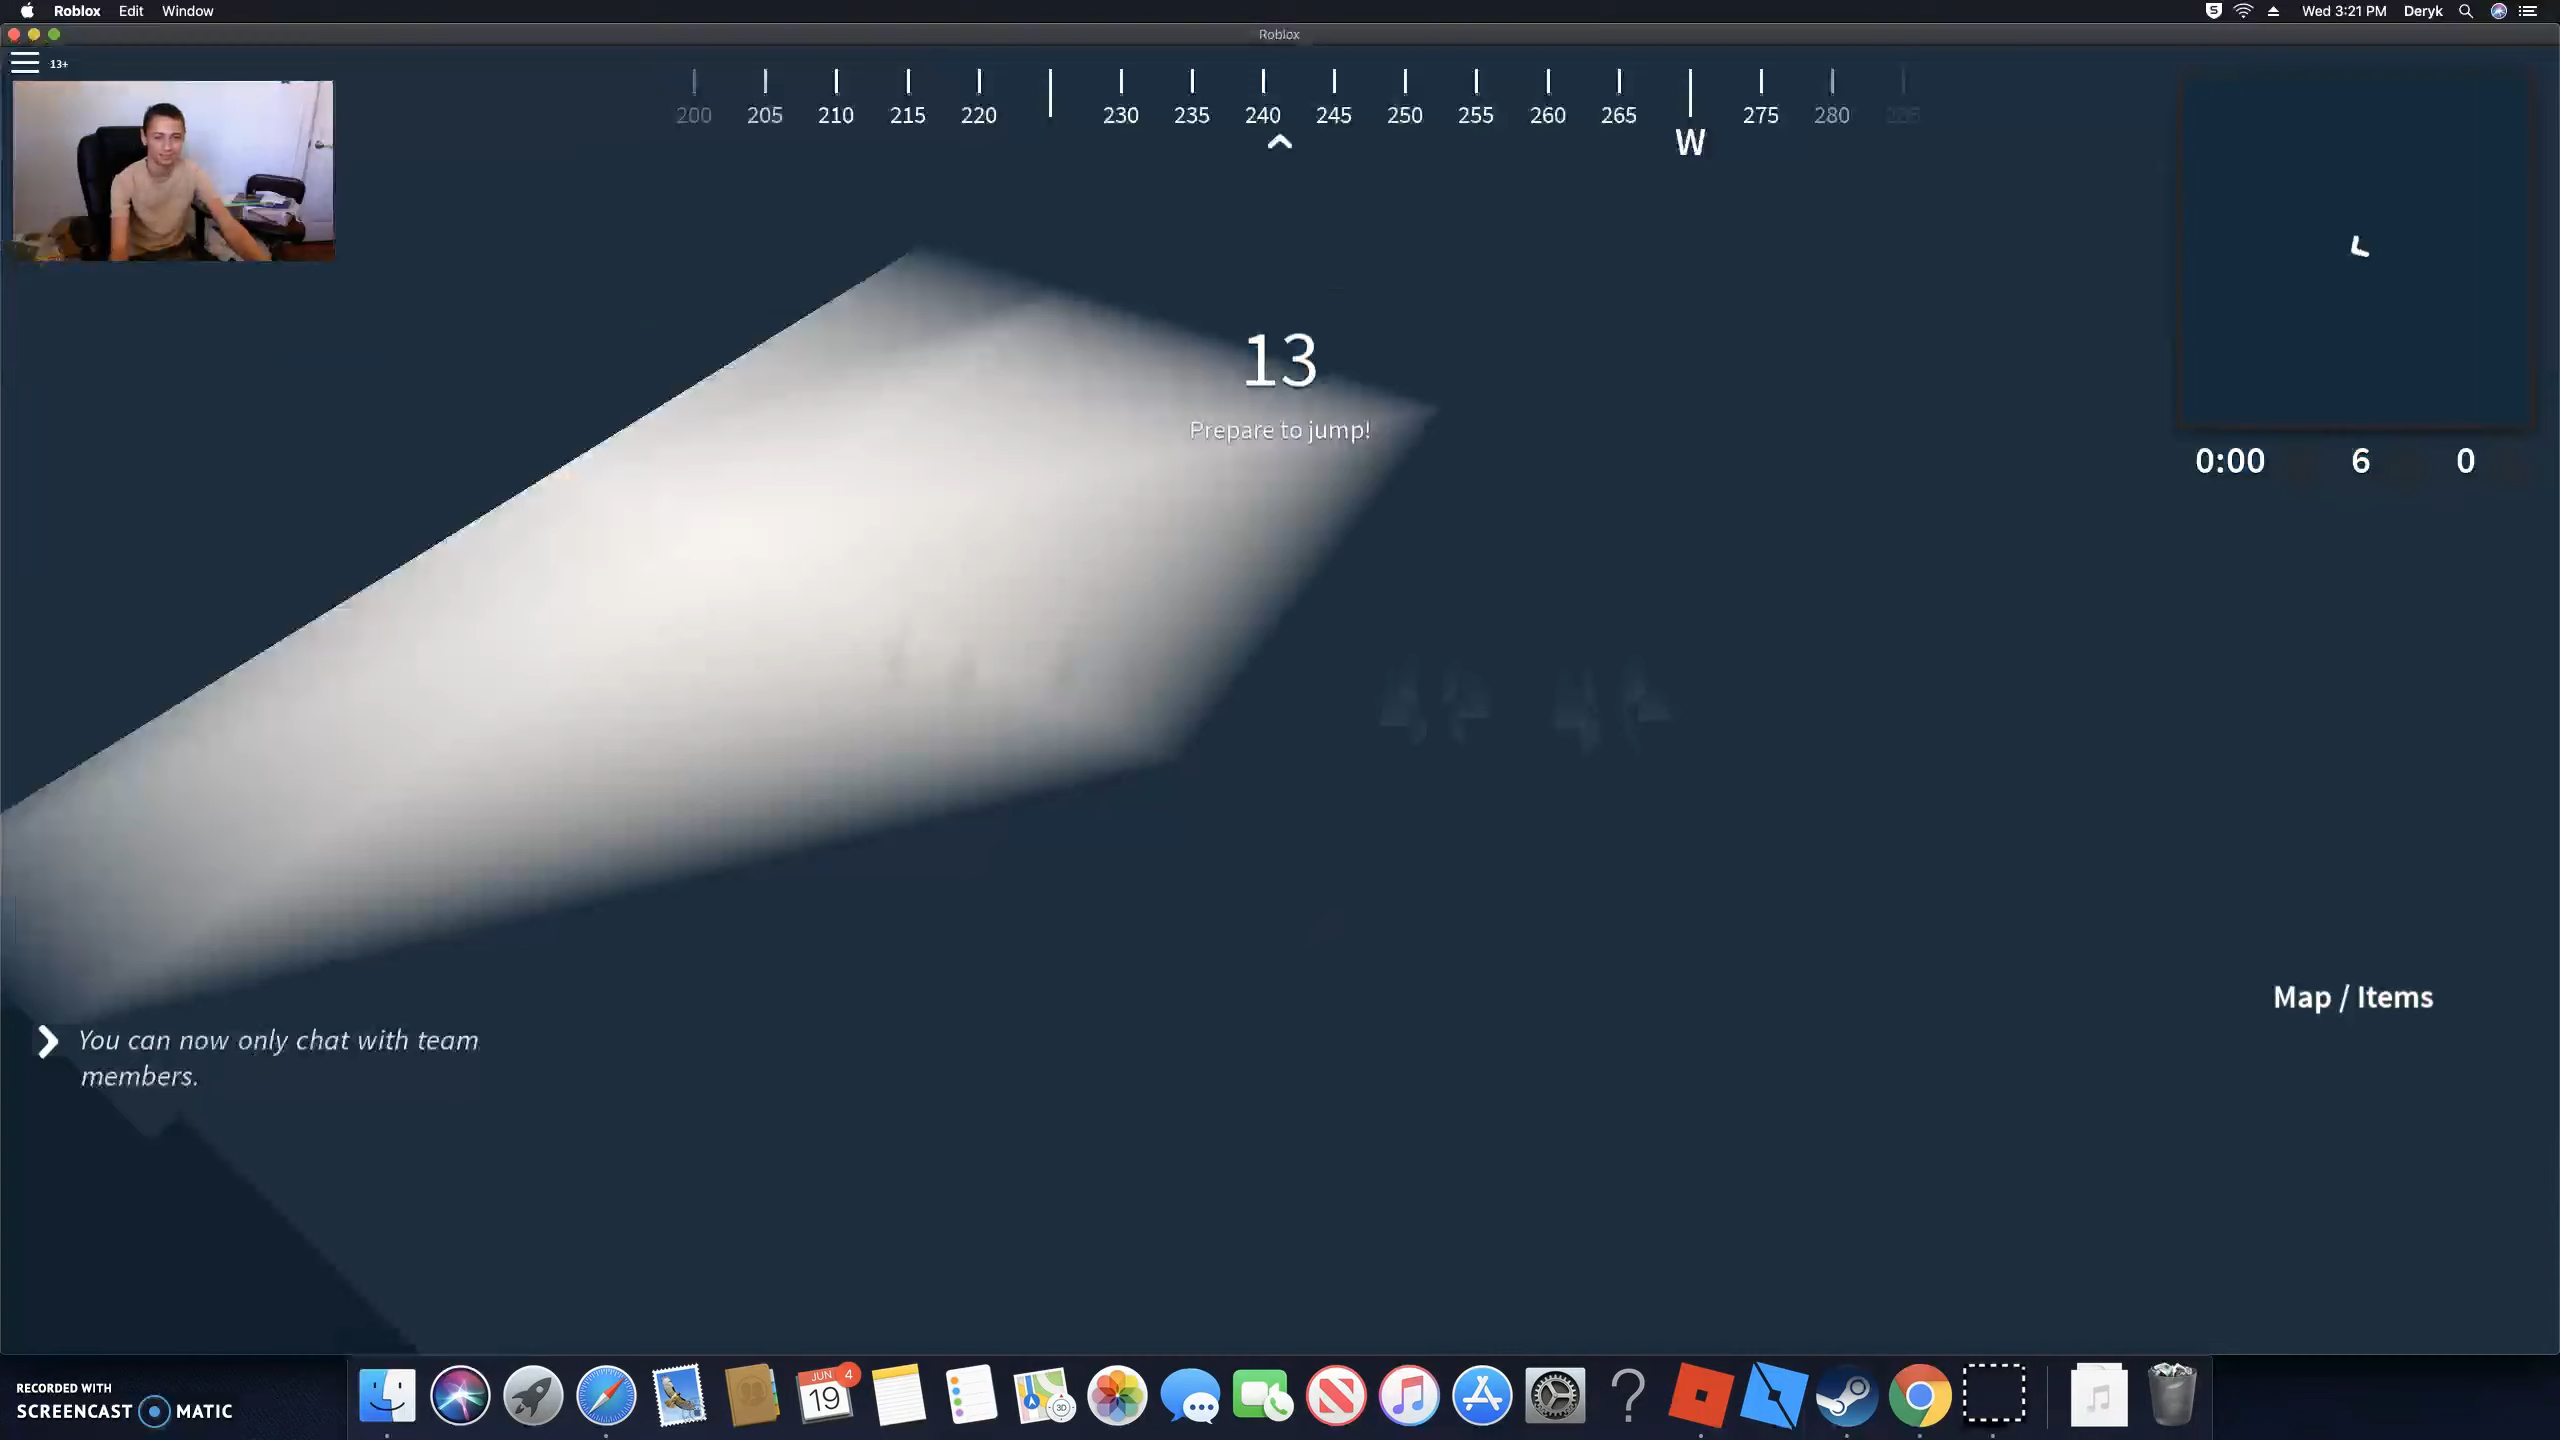 Roblox Edit Window
Wed 3:21 PM Deryk
Roblox
13+
200 205 210 215 220 230 235 240 245 250 255 260 265 275 280 285
W
13
Prepare to jump!
0:00 6 0
Map / Items
You can now only chat with team
members.
RECORDED WITH
SCREENCAST MATIC
JUN 4
19
3D